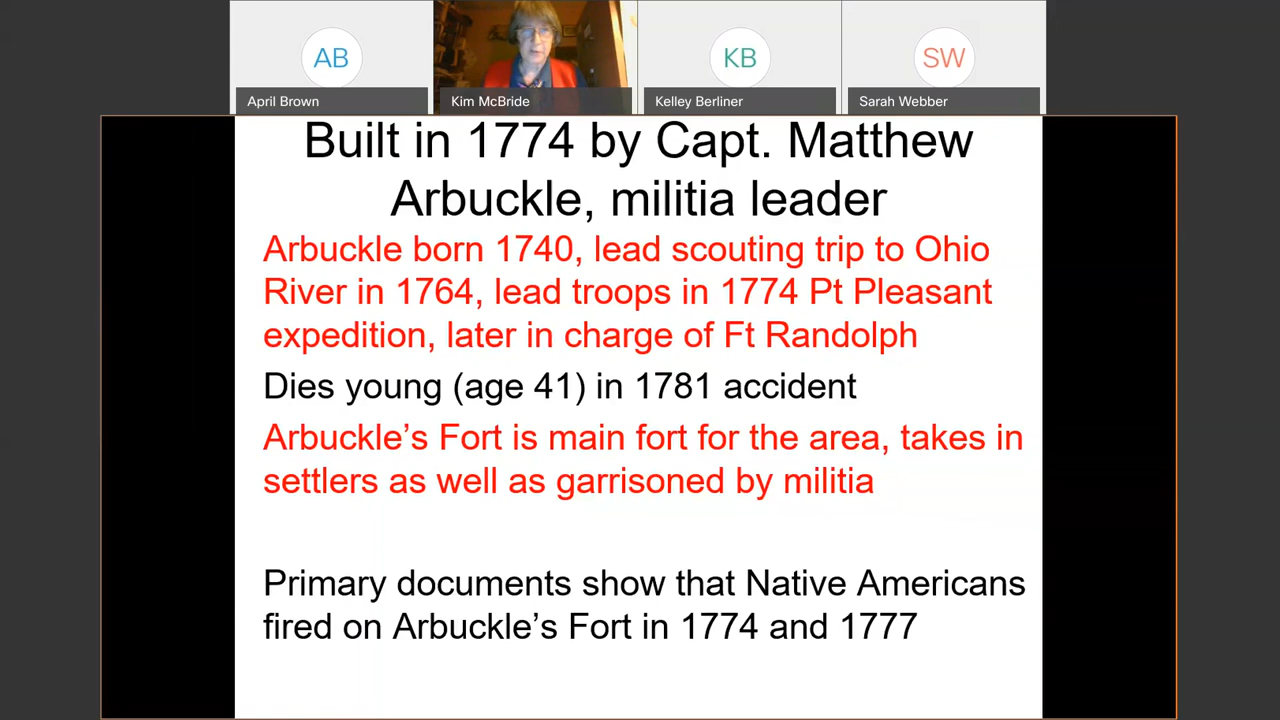 AB
KB
SW
April Brown
Kim McBride
Kelley Berliner
Sarah Webber
Built in 1774 by Capt. Matthew
Arbuckle, militia leader
Arbuckle born 1740, lead scouting trip to Ohio
River in 1764, lead troops in 1774 Pt Pleasant
expedition, later in charge of Ft Randolph
Dies young (age 41) in 1781 accident
Arbuckle’s Fort is main fort for the area, takes in
settlers as well as garrisoned by militia
Primary documents show that Native Americans
fired on Arbuckle’s Fort in 1774 and 1777